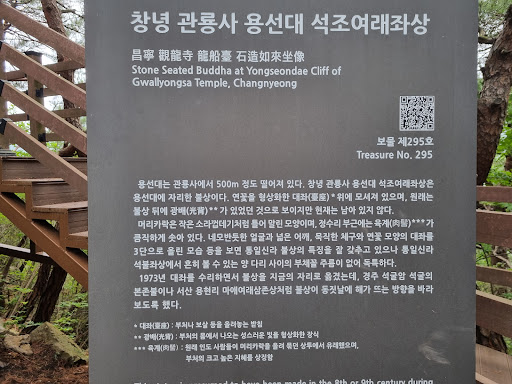 창녕 관룡사 용선대 석조여래좌상
昌寧 觀龍寺 龍船臺 石造如來坐像
Stone Seated Buddha at Yongseondae Cliff of
Gwallyongsa Temple, Changnyeong
보물 제295호
Treasure No. 295
용선대는 관룡사에서 500m 정도 떨어져 있다. 창녕 관룡사 용선대 석조여래좌상은
용선대에 자리한 불상이다. 연꽃을 형상화한 대좌(臺座)* 위에 모셔져 있으며, 원래는
불상 뒤에 광배(光背)**가 있었던 것으로 보이지만 현재는 남아 있지 않다.
머리카락은 작은 소라껍데기처럼 틀어 말린 모양이며, 정수리 부근에는 육계(肉髻)***가
큼직하게 솟아 있다. 네모반듯한 얼굴과 넓은 어깨, 묵직한 체구와 연꽃 모양의 대좌를
3단으로 올린 모습 등을 보면 통일신라 불상의 특징을 잘 갖추고 있으나 통일신라
석불좌상에서 흔히 볼 수 있는 양 다리 사이의 부채꼴 주름이 없어 독특하다.
1973년 대좌를 수리하면서 불상을 지금의 자리로 옮겼는데, 경주 석굴암 석굴의
본존불이나 서산 용현리 마애여래삼존상처럼 불상이 동짓날에 해가 뜨는 방향을 바라
보도록 했다.
* 대좌(臺座) : 부처나 보살 등을 올려놓는 받침
** 광배(光背) : 부처의 몸에서 나오는 성스러운 빛을 형상화한 장식
*** 육계(肉髻) : 원래 인도 사람들이 머리카락을 올려 묶던 상투에서 유래했으며,
부처의 크고 높은 지혜를 상징함
This statue is presumed to have been made in the 8th or 9th century during